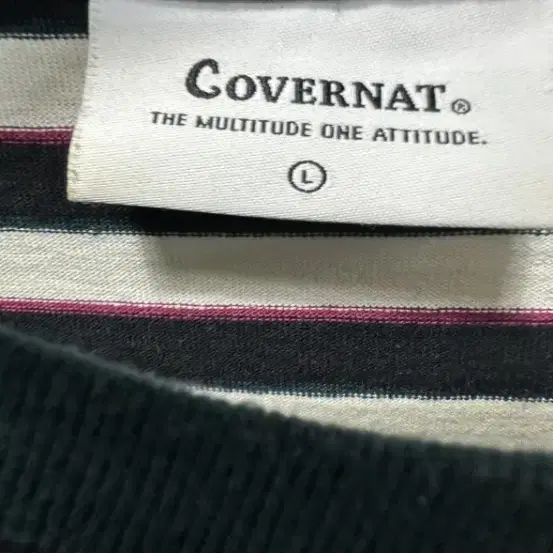 COVERNAT®
THE MULTITUDE ONE ATTITUDE.
L